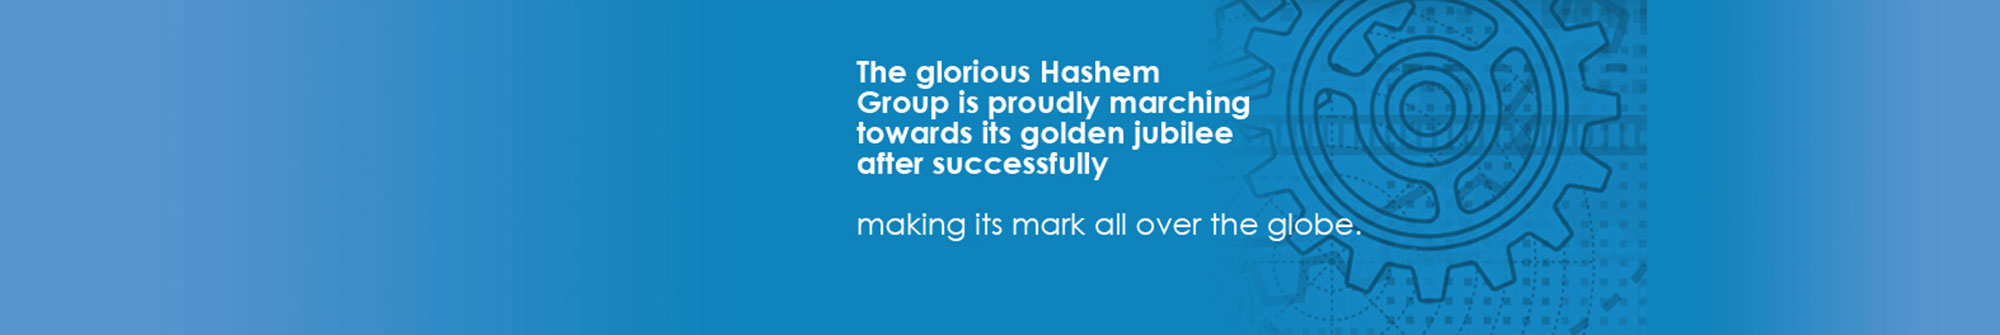 The glorious Hashem
Group is proudly marching
towards its golden jubilee
after successfully
making its mark all over the globe.